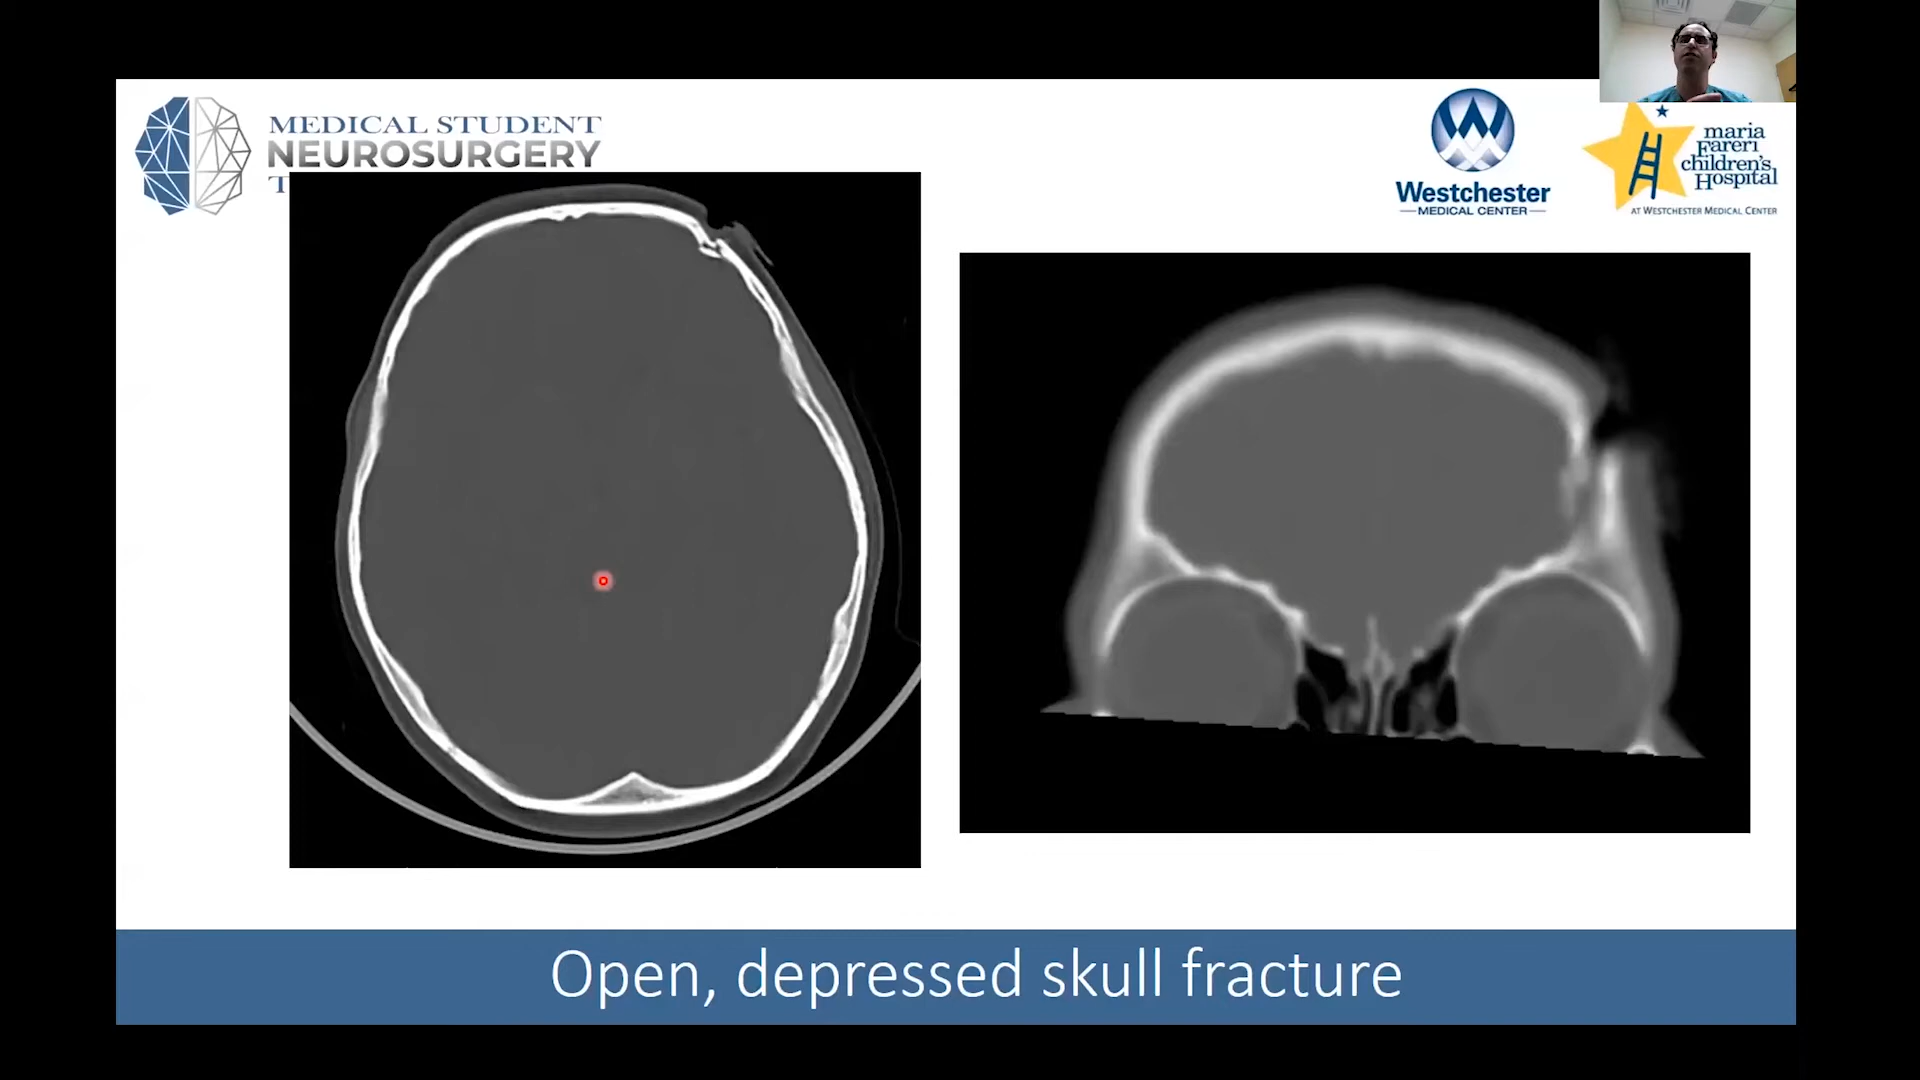 MEDICAL STUDENT
NEUROSURGERY
T
Westchester
MEDICAL CENTER
maria
Fareri
children's
Hospital
AT WESTCHESTER MEDICAL CENTER
Open, depressed skull fracture